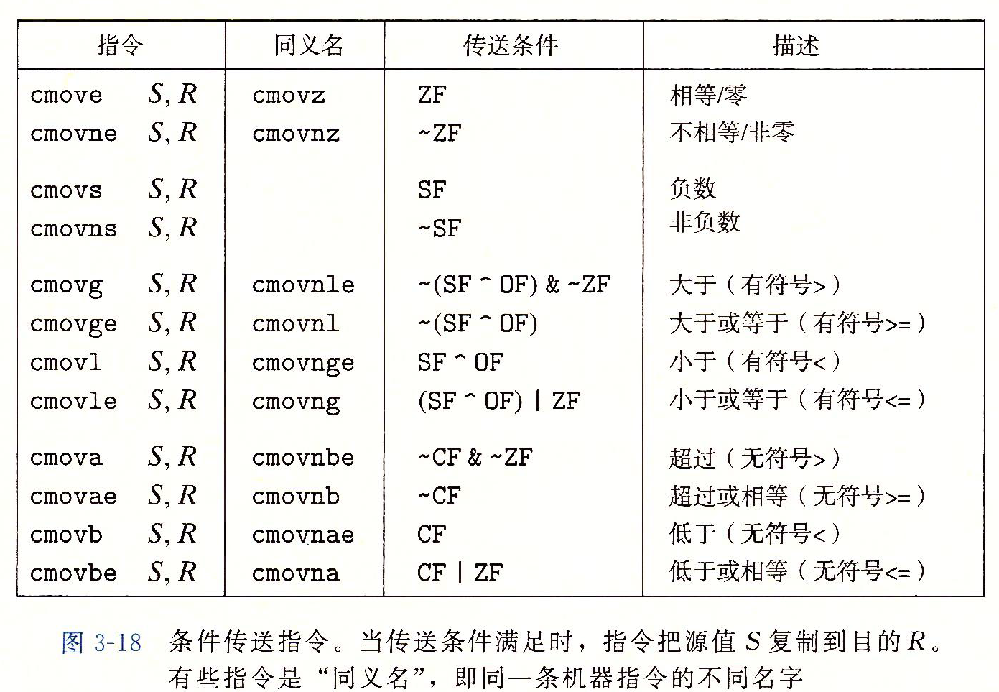 指令 同义名 传送条件 描述
cmove S, R cmovz ZF 相等/零
cmovne S, R cmovnz ~ZF 不相等/非零
cmovs S, R SF 负数
cmovns S, R ~SF 非负数
cmovg S, R cmovnle ~(SF ^ OF) & ~ZF 大于（有符号>）
cmovge S, R cmovnl ~(SF ^ OF) 大于或等于（有符号>=）
cmovl S, R cmovnge SF ^ OF 小于（有符号<）
cmovle S, R cmovng (SF ^ OF) | ZF 小于或等于（有符号<=）
cmova S, R cmovnbe ~CF & ~ZF 超过（无符号>）
cmovae S, R cmovnb ~CF 超过或相等（无符号>=）
cmovb S, R cmovnae CF 低于（无符号<）
cmovbe S, R cmovna CF | ZF 低于或相等（无符号<=）
图 3-18 条件传送指令。当传送条件满足时，指令把源值 S 复制到目的 R。
有些指令是“同义名”，即同一条机器指令的不同名字